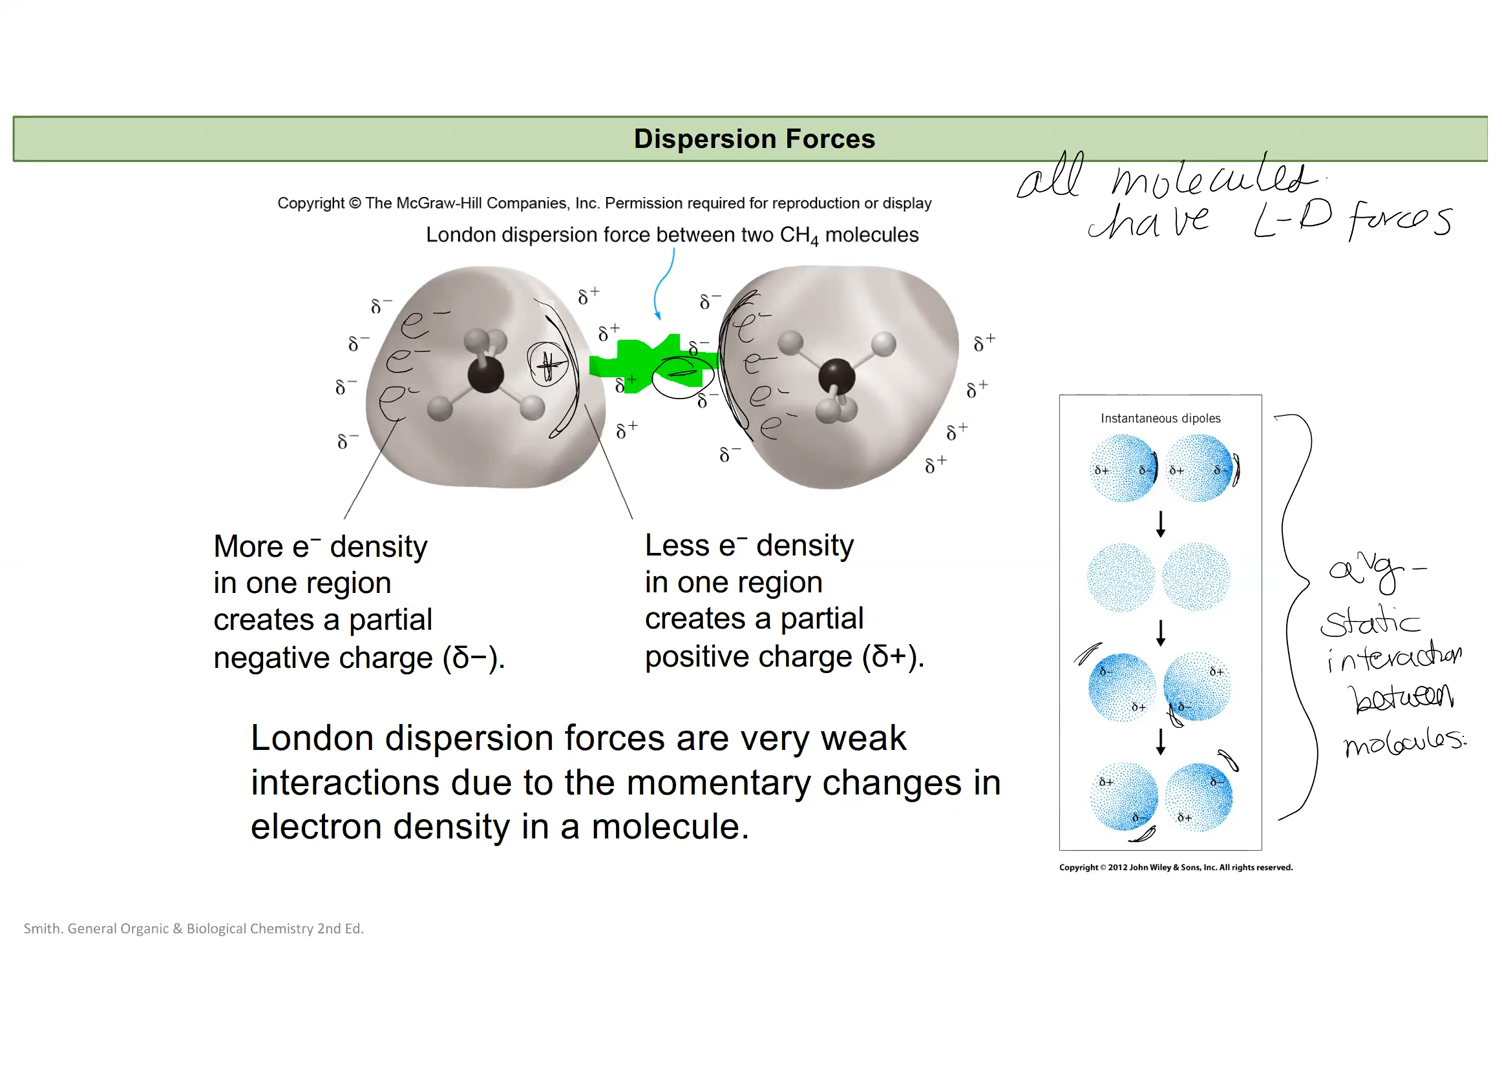 Dispersion Forces
all molecules
have L-D forces
Copyright © The McGraw-Hill Companies, Inc. Permission required for reproduction or display
London dispersion force between two CH₄ molecules
δ⁻ δ⁺ δ⁻
e⁻ e⁻
δ⁻ δ⁺ δ⁻ δ⁺
e⁻ + − e⁻
δ⁻ δ⁺ δ⁻ δ⁺
e⁻ e⁻
δ⁻ δ⁺ e⁻ δ⁺
δ⁻ δ⁺
More e⁻ density
in one region
creates a partial
negative charge (δ−).
Less e⁻ density
in one region
creates a partial
positive charge (δ+).
London dispersion forces are very weak
interactions due to the momentary changes in
electron density in a molecule.
Instantaneous dipoles
δ+ δ− δ+ δ−
δ− δ+
δ+ δ−
δ+ δ−
δ− δ+
avg –
static
interaction
between
molecules.
Copyright © 2012 John Wiley & Sons, Inc. All rights reserved.
Smith. General Organic & Biological Chemistry 2nd Ed.